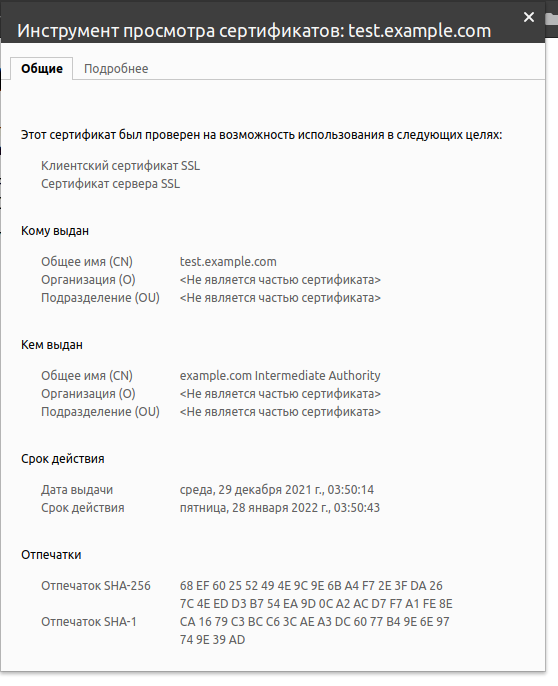 Инструмент просмотра сертификатов: test.example.com
Общие Подробнее
Этот сертификат был проверен на возможность использования в следующих целях:
Клиентский сертификат SSL
Сертификат сервера SSL
Кому выдан
Общее имя (CN) test.example.com
Организация (O) <Не является частью сертификата>
Подразделение (OU) <Не является частью сертификата>
Кем выдан
Общее имя (CN) example.com Intermediate Authority
Организация (O) <Не является частью сертификата>
Подразделение (OU) <Не является частью сертификата>
Срок действия
Дата выдачи среда, 29 декабря 2021 г., 03:50:14
Срок действия пятница, 28 января 2022 г., 03:50:43
Отпечатки
Отпечаток SHA-256 68 EF 60 25 52 49 4E 9C 9E 6B A4 F7 2E 3F DA 26
7C 4E ED D3 B7 54 EA 9D 0C A2 AC D7 F7 A1 FE 8E
Отпечаток SHA-1 CA 16 79 C3 BC C6 3C AE A3 DC 60 77 B4 9E 6E 97
74 9E 39 AD